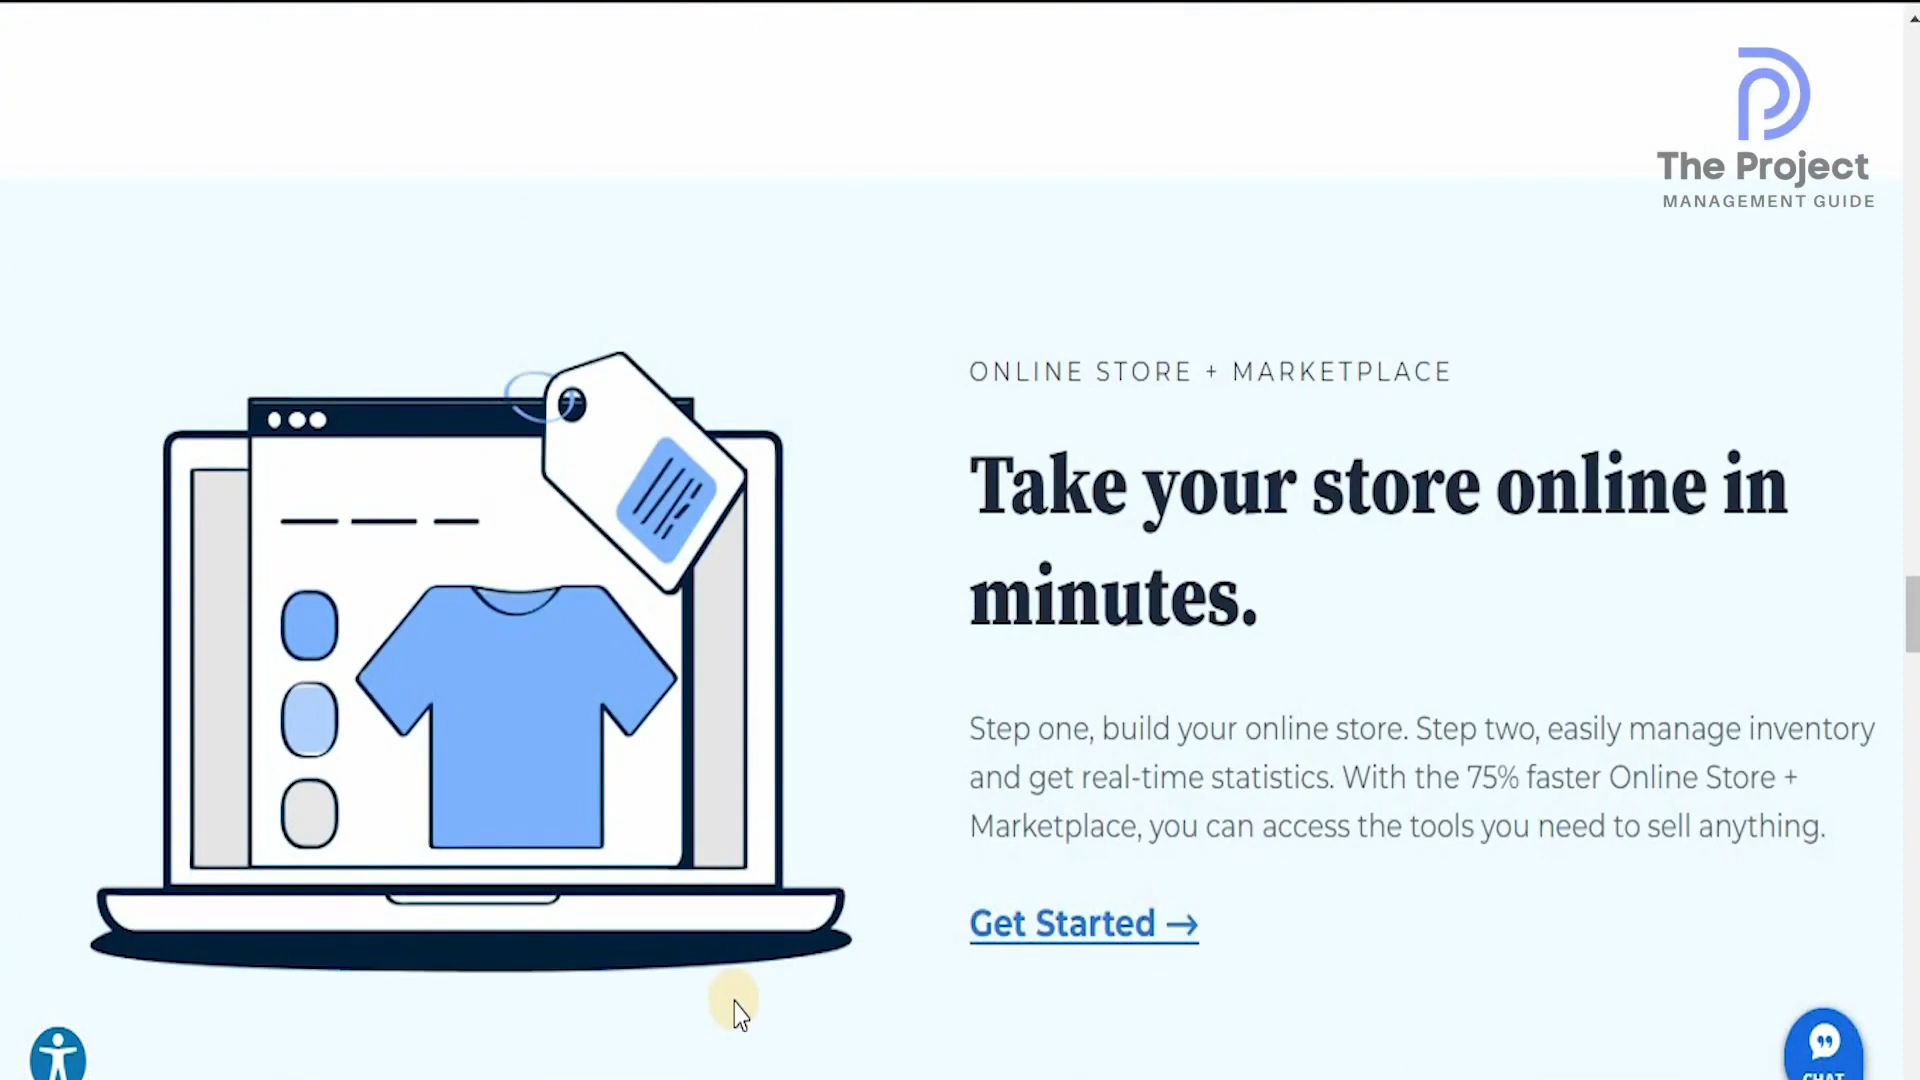 The Project
MANAGEMENT GUIDE
ONLINE STORE + MARKETPLACE
Take your store online in
minutes.
Step one, build your online store. Step two, easily manage inventory
and get real-time statistics. With the 75% faster Online Store +
Marketplace, you can access the tools you need to sell anything.
Get Started →
CHAT